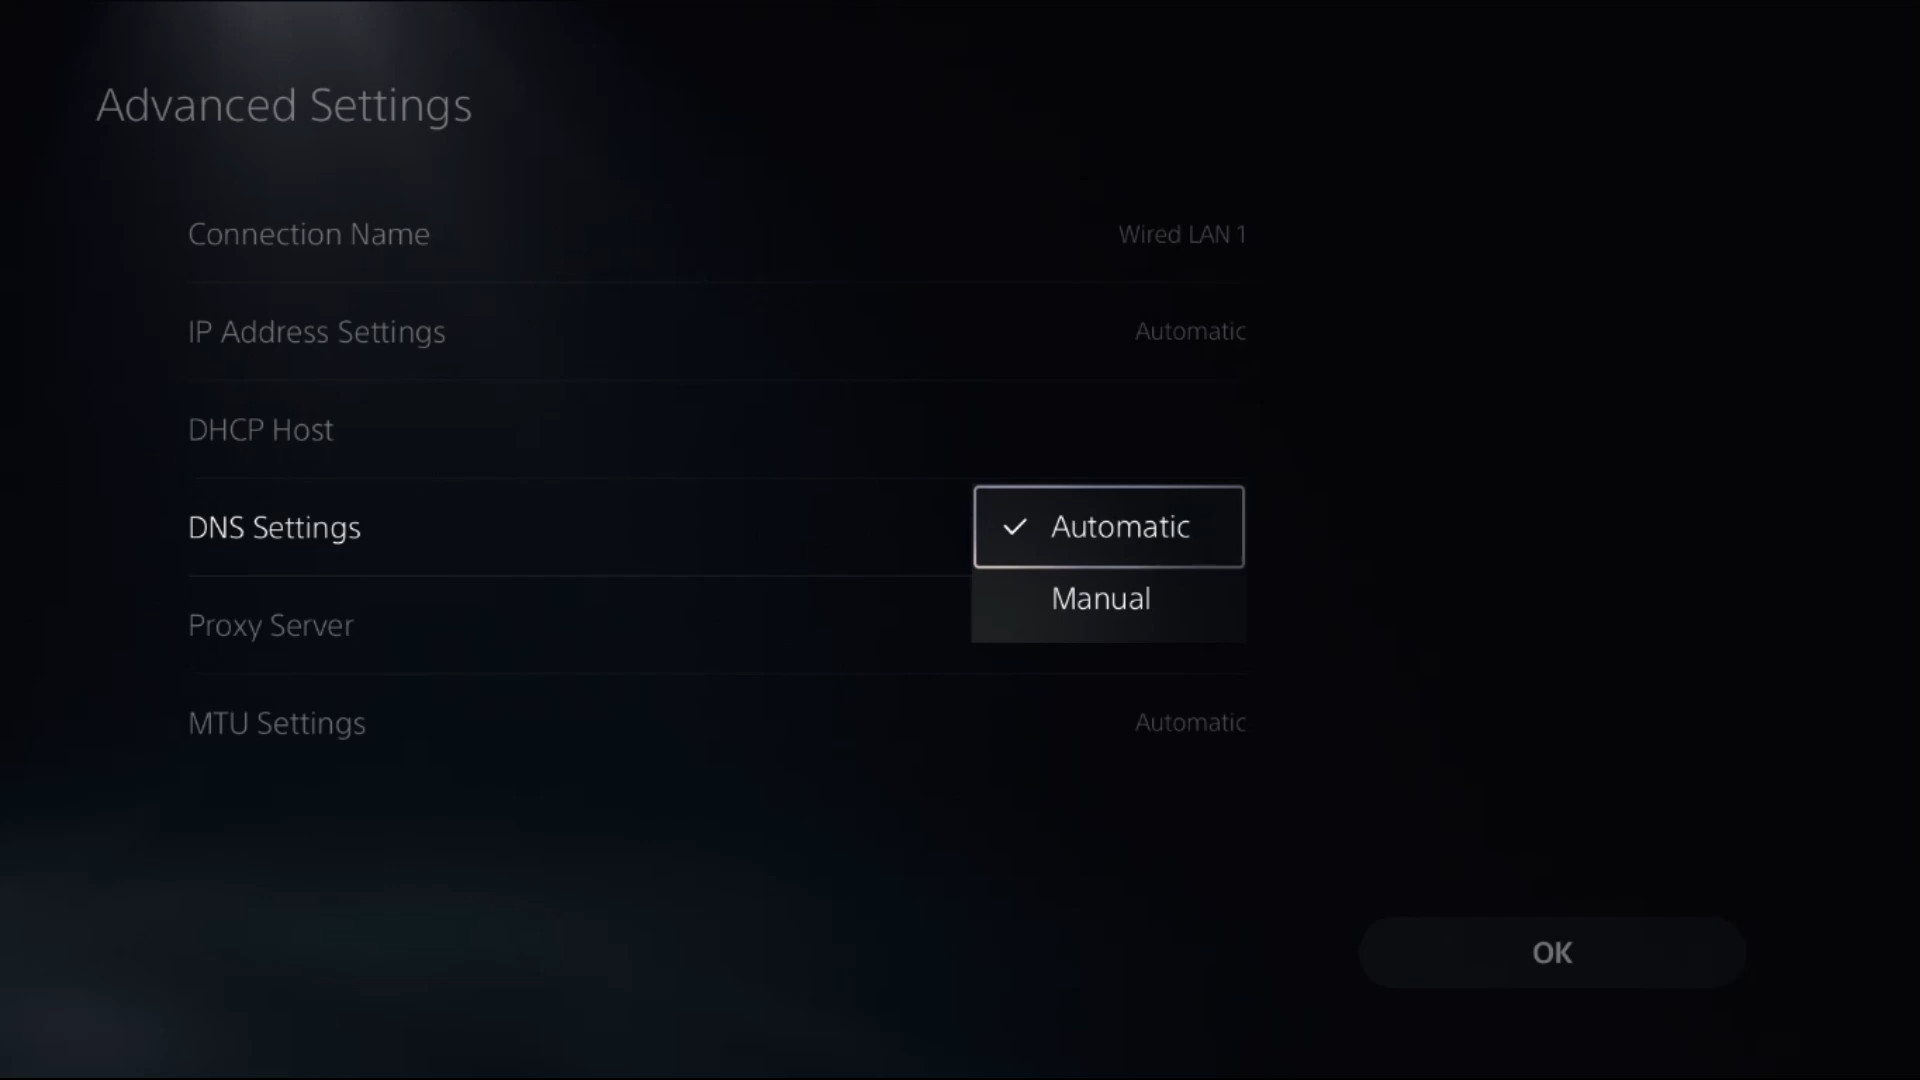 Advanced Settings
Connection Name Wired LAN 1
IP Address Settings Automatic
DHCP Host
DNS Settings Automatic
Manual
Proxy Server
MTU Settings Automatic
OK